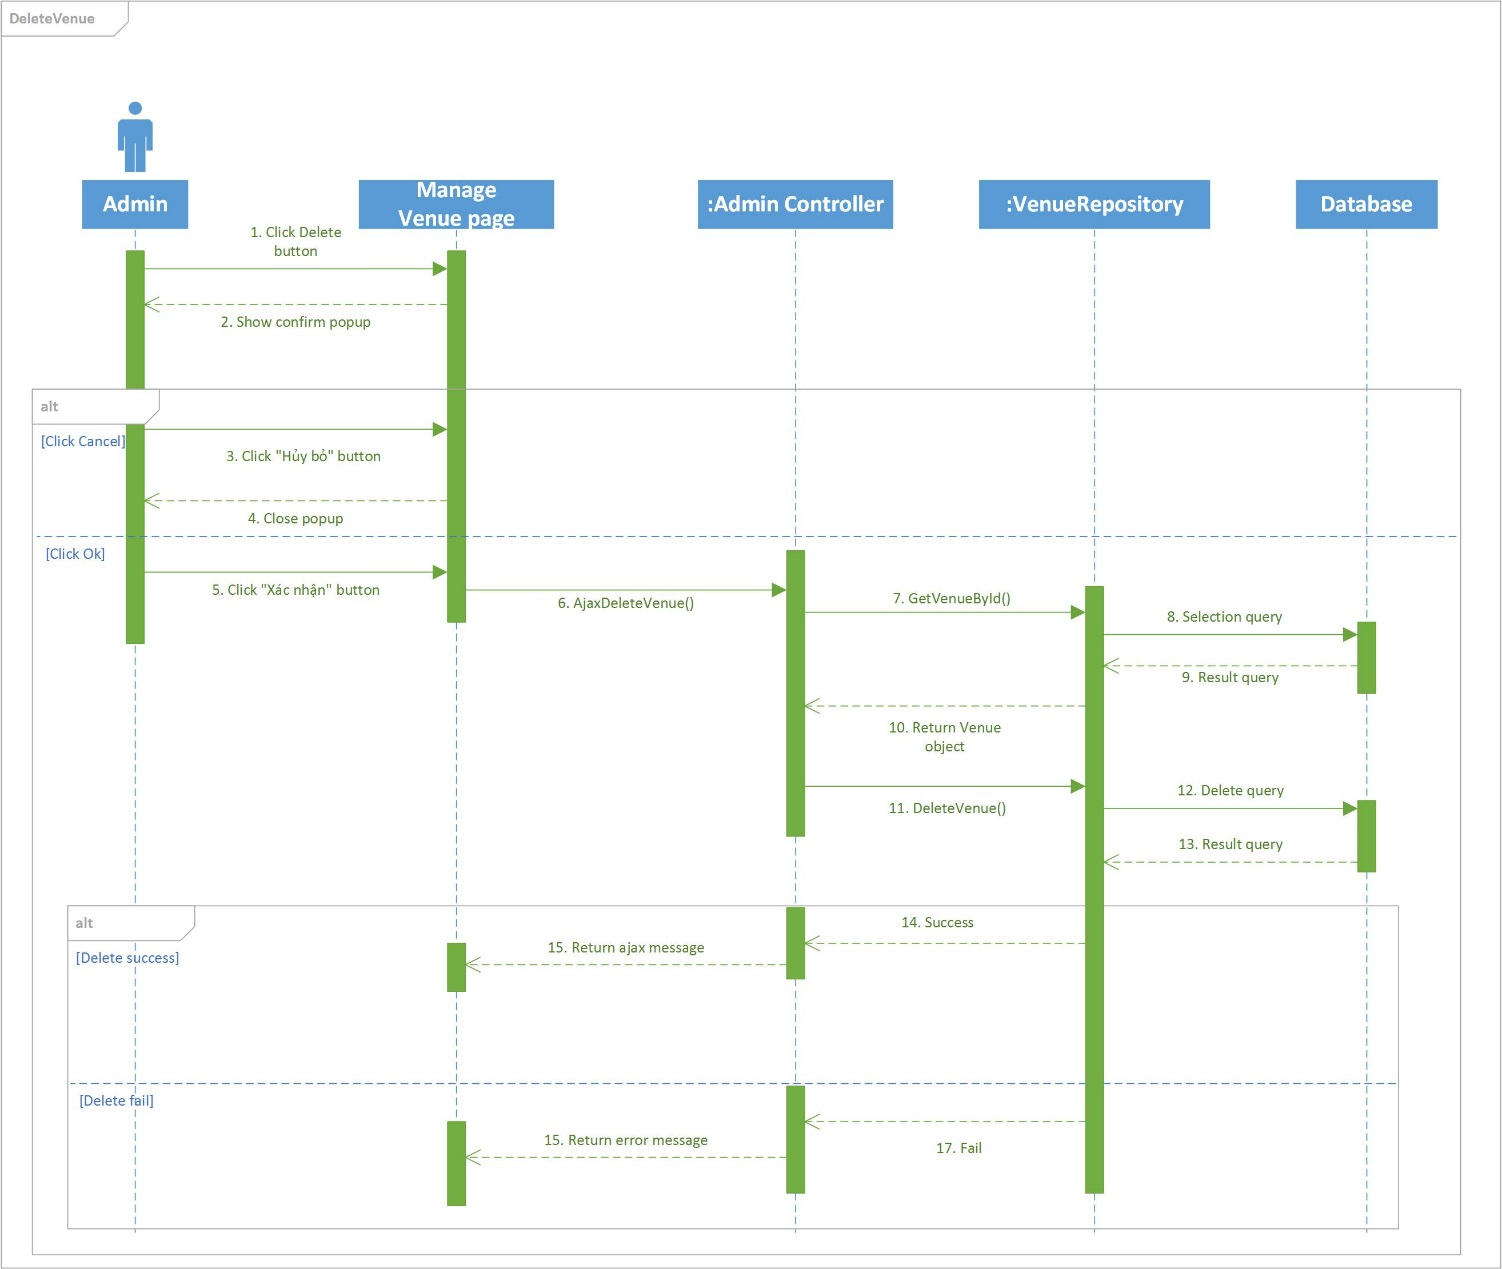 DeleteVenue
Admin
Manage
Venue page
:Admin Controller
:VenueRepository
Database
1. Click Delete
button
2. Show confirm popup
alt
[Click Cancel]
3. Click "Hủy bỏ" button
4. Close popup
[Click Ok]
5. Click "Xác nhận" button
6. AjaxDeleteVenue()
7. GetVenueById()
8. Selection query
9. Result query
10. Return Venue
object
11. DeleteVenue()
12. Delete query
13. Result query
alt
[Delete success]
14. Success
15. Return ajax message
[Delete fail]
15. Return error message
17. Fail